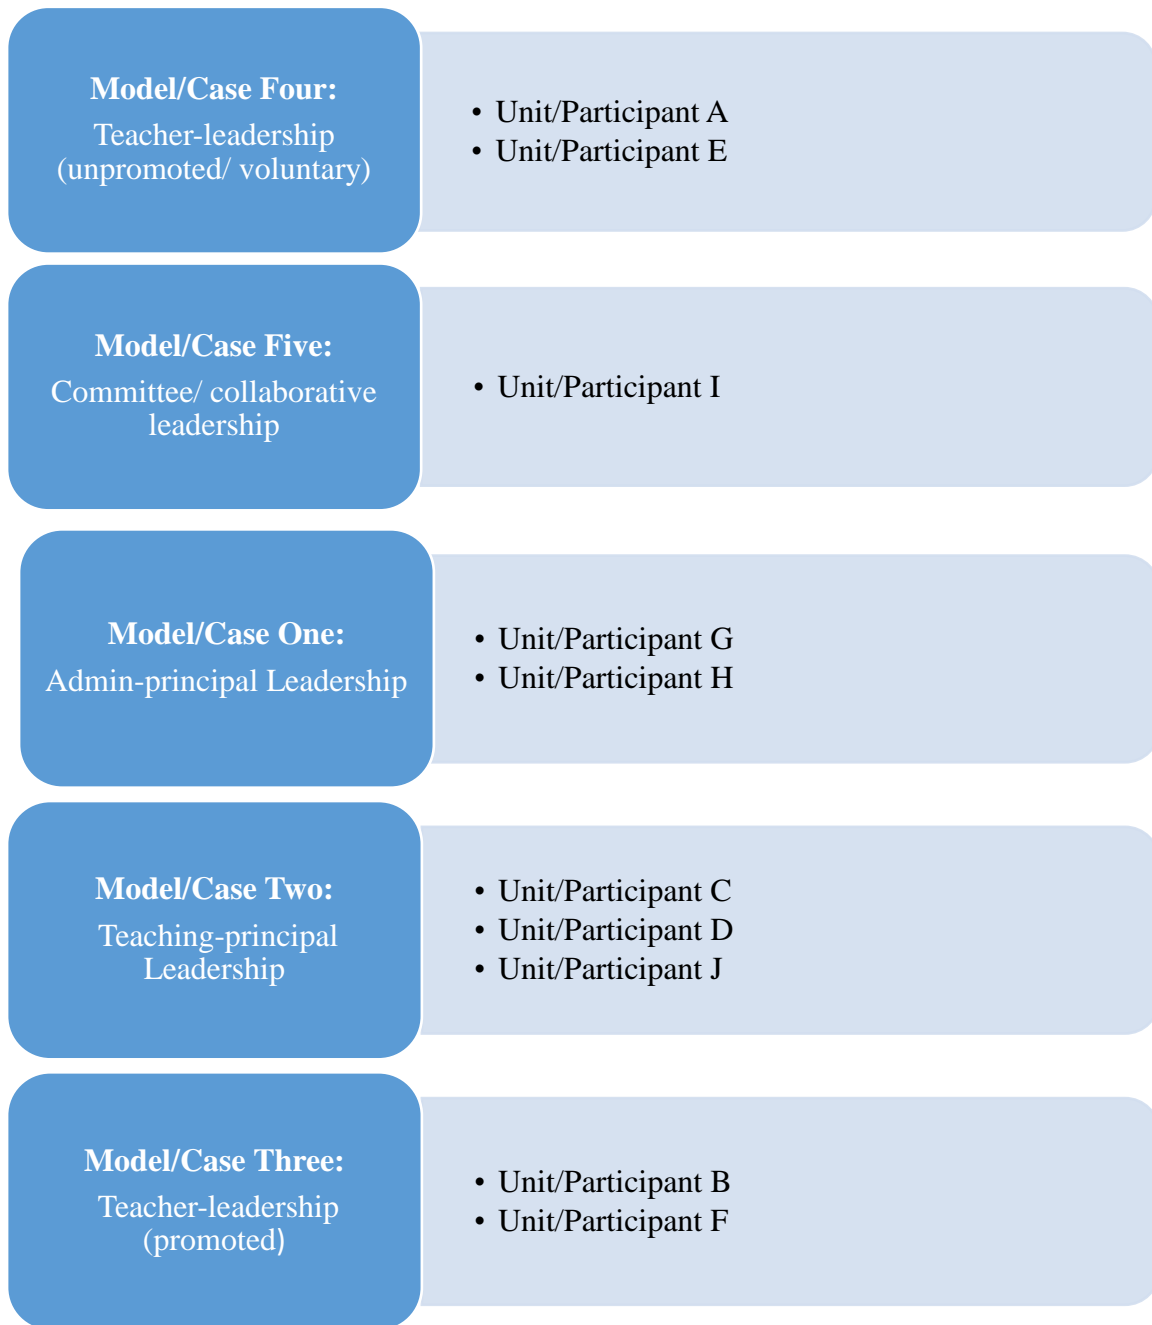 Model/Case Four:
Teacher-leadership
(unpromoted/ voluntary)
• Unit/Participant A
• Unit/Participant E
Model/Case Five:
Committee/ collaborative
leadership
• Unit/Participant I
Model/Case One:
Admin-principal Leadership
• Unit/Participant G
• Unit/Participant H
Model/Case Two:
Teaching-principal
Leadership
• Unit/Participant C
• Unit/Participant D
• Unit/Participant J
Model/Case Three:
Teacher-leadership
(promoted)
• Unit/Participant B
• Unit/Participant F